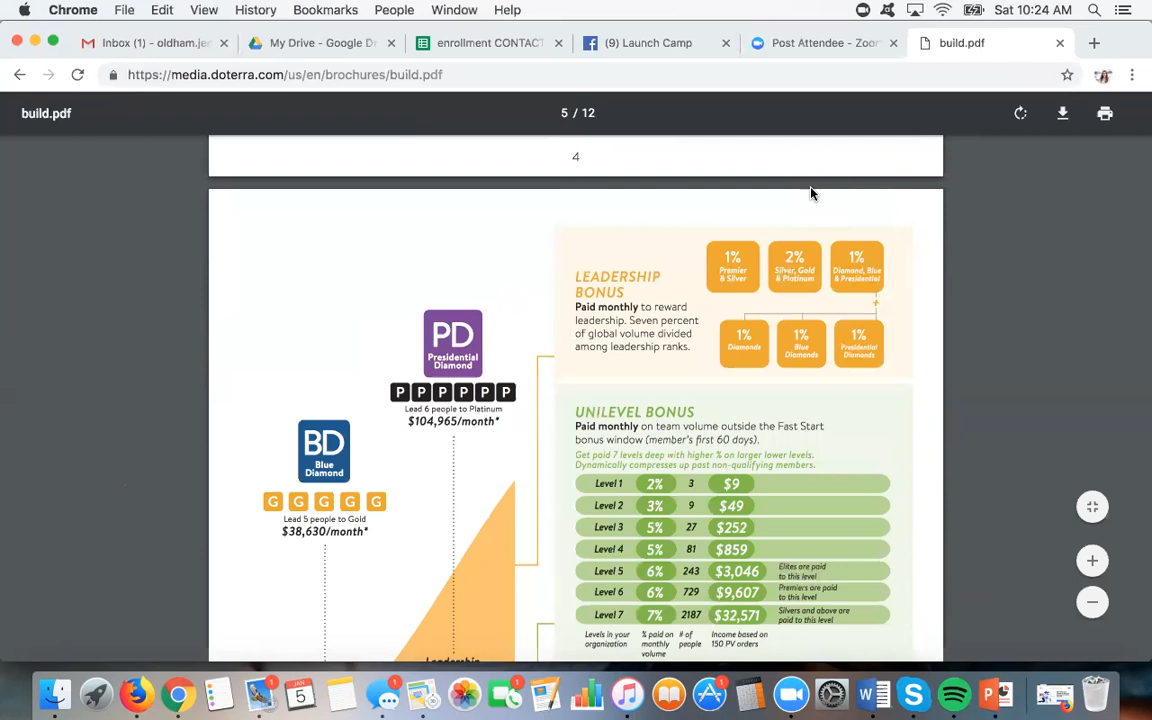 Chrome File Edit View History Bookmarks People Window Help Sat 10:24 AM
Inbox (1) - oldham.je My Drive - Google D enrollment CONTACT (9) Launch Camp Post Attendee - Zoom build.pdf
https://media.doterra.com/us/en/brochures/build.pdf
build.pdf 5 / 12
4
LEADERSHIP
BONUS
Paid monthly to reward
leadership. Seven percent
of global volume divided
among leadership ranks.
1%
Premier
& Silver
2%
Silver, Gold
& Platinum
1%
Diamond, Blue
& Presidential
+
1%
Diamonds
1%
Blue
Diamonds
1%
Presidential
Diamonds
PD
Presidential
Diamond
P P P P P P
Lead 6 people to Platinum
$104,965/month*
BD
Blue
Diamond
G G G G G
Lead 5 people to Gold
$38,630/month*
UNILEVEL BONUS
Paid monthly on team volume outside the Fast Start
bonus window (member's first 60 days).
Get paid 7 levels deep with higher % on larger lower levels.
Dynamically compresses up past non-qualifying members.
Level 1 2% 3 $9
Level 2 3% 9 $49
Level 3 5% 27 $252
Level 4 5% 81 $859
Level 5 6% 243 $3,046 Elites are paid
to this level
Level 6 6% 729 $9,607 Premiers are paid
to this level
Level 7 7% 2187 $32,571 Silvers and above are
paid to this level
Levels in your
organization
% paid on
monthly
volume
# of
people
Income based on
150 PV orders
Leadership
JAN
5
1
1
1
1